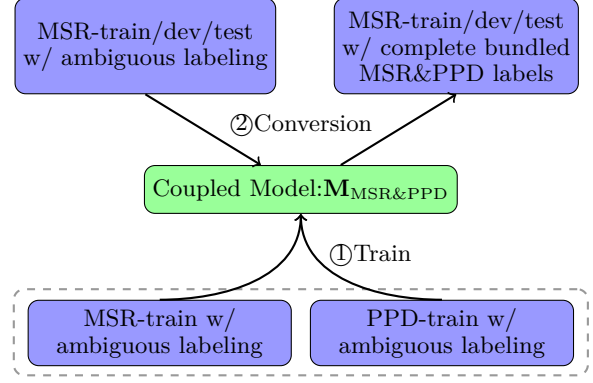 MSR-train/dev/test
w/ ambiguous labeling
MSR-train/dev/test
w/ complete bundled
MSR&PPD labels
②Conversion
Coupled Model:M_MSR&PPD
①Train
MSR-train w/
ambiguous labeling
PPD-train w/
ambiguous labeling